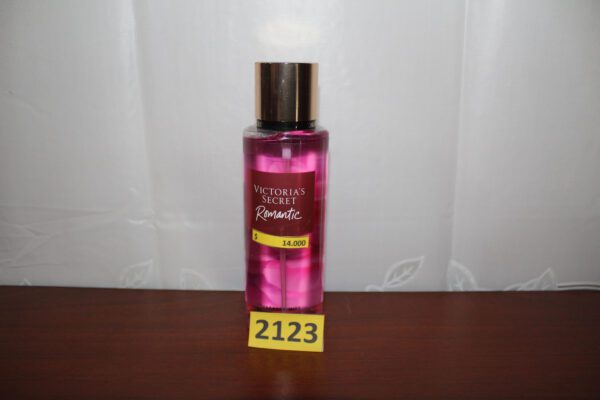 VICTORIA'S
SECRET
Romantic
$ 14.000
2123